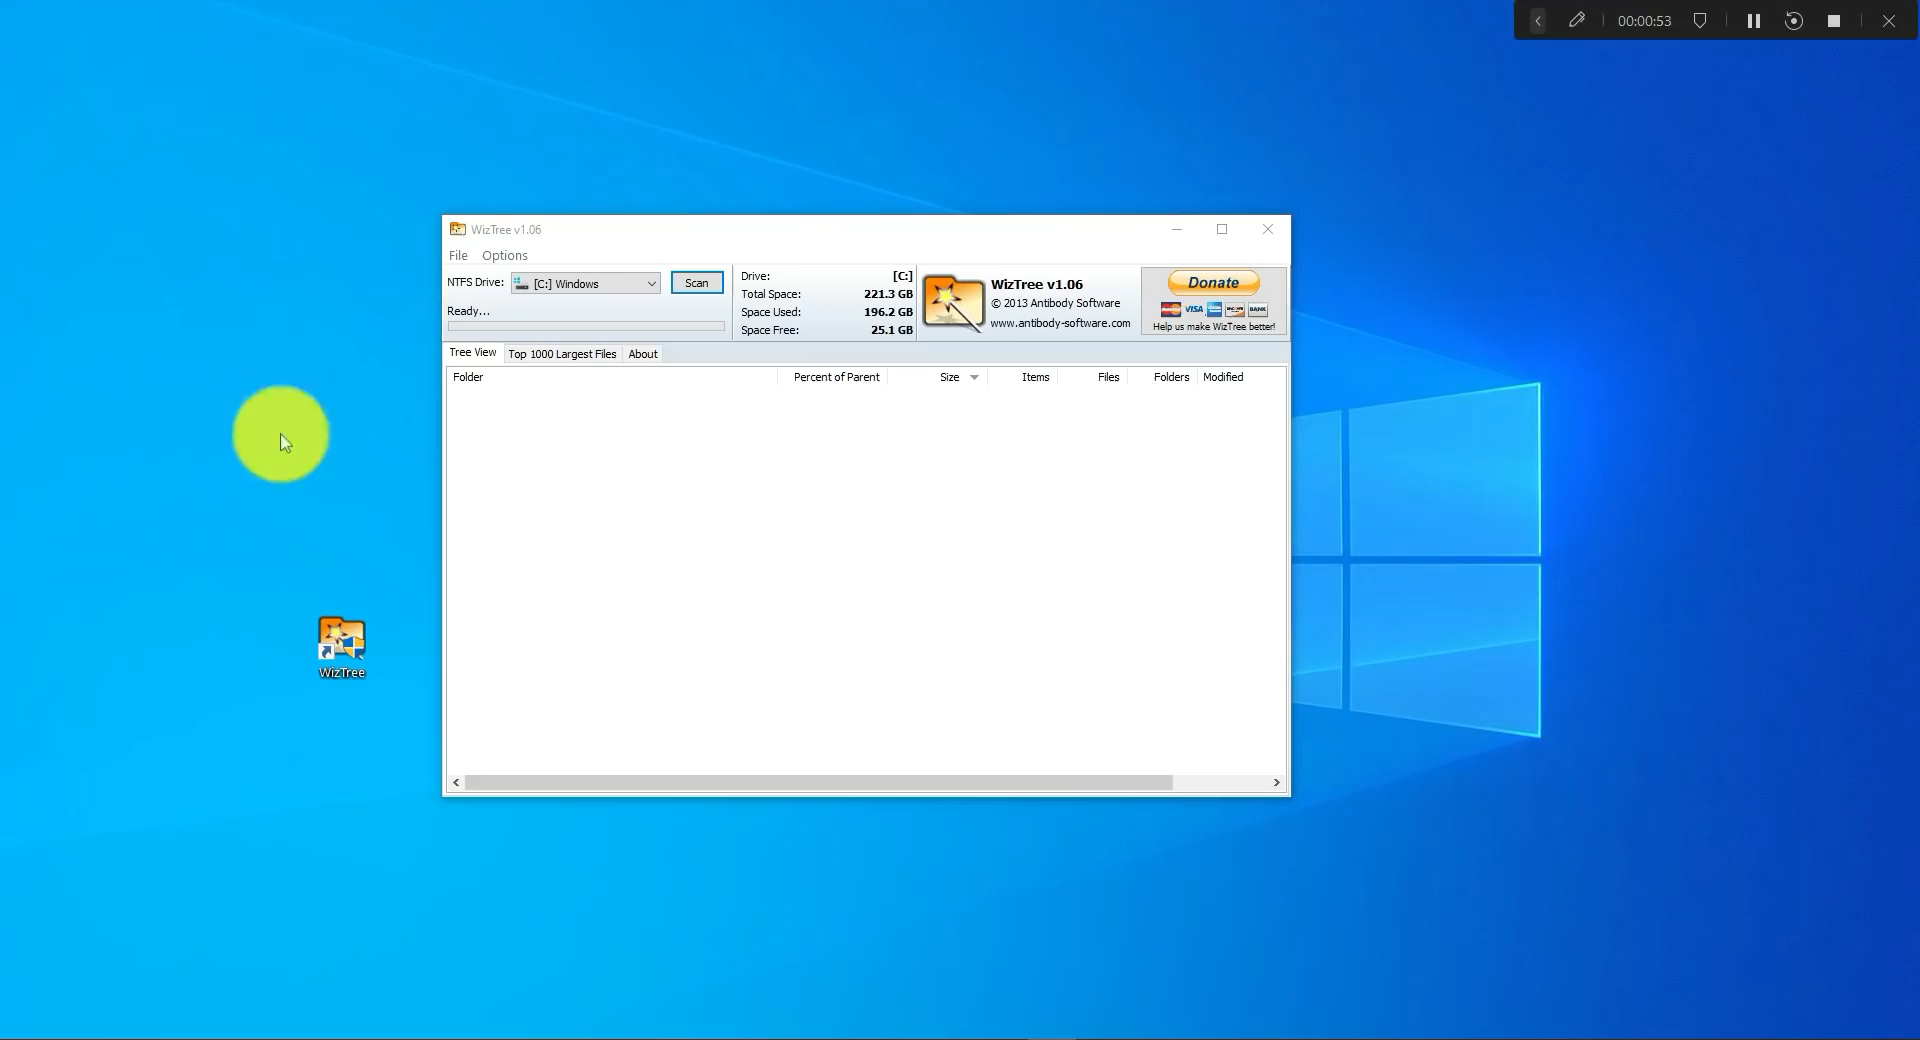 00:00:53
WizTree v1.06
File Options
NTFS Drive: [C:] Windows Scan
Ready...
Drive: [C:]
Total Space: 221.3 GB
Space Used: 196.2 GB
Space Free: 25.1 GB
WizTree v1.06
© 2013 Antibody Software
www.antibody-software.com
Donate
VISA BANK
Help us make WizTree better!
Tree View Top 1000 Largest Files About
Folder Percent of Parent Size Items Files Folders Modified
WizTree